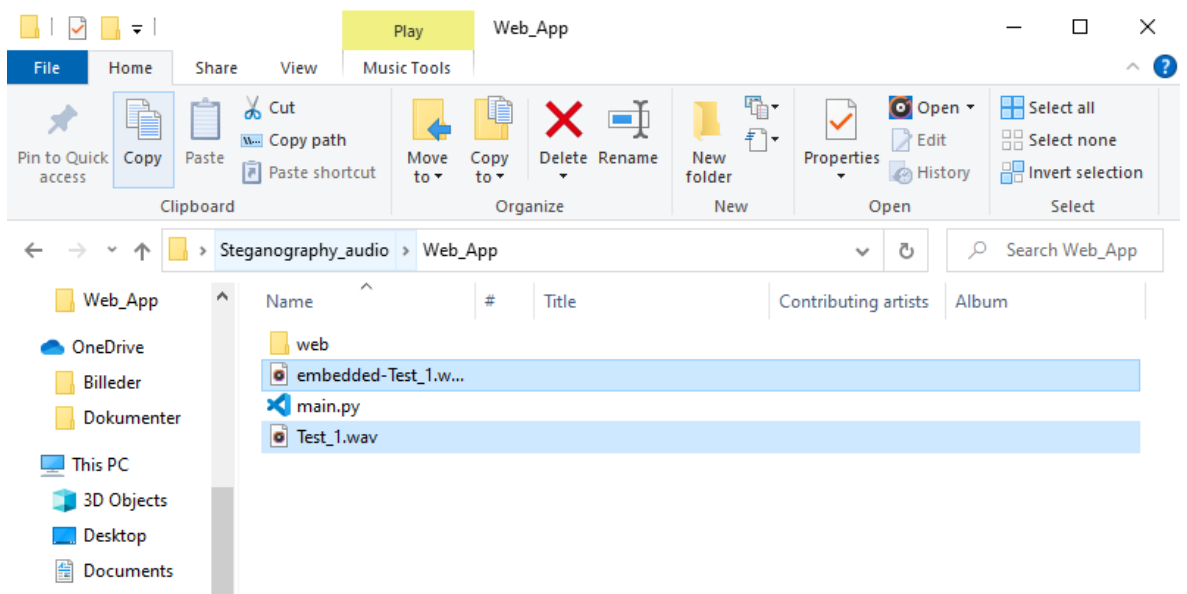 Play Web_App
File Home Share View Music Tools
Pin to Quick access
Copy
Paste
Cut
W... Copy path
Paste shortcut
Clipboard
Move to
Copy to
Delete
Rename
Organize
New folder
New
Properties
Open
Edit
History
Open
Select all
Select none
Invert selection
Select
Steganography_audio > Web_App
Search Web_App
Web_App
OneDrive
Billeder
Dokumenter
This PC
3D Objects
Desktop
Documents
Name # Title Contributing artists Album
web
embedded-Test_1.w...
main.py
Test_1.wav